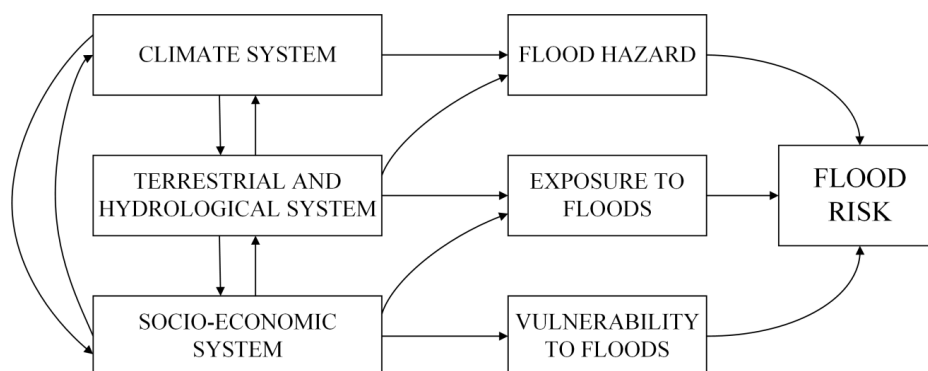 CLIMATE SYSTEM
FLOOD HAZARD
TERRESTRIAL AND
HYDROLOGICAL SYSTEM
EXPOSURE TO
FLOODS
FLOOD
RISK
SOCIO-ECONOMIC
SYSTEM
VULNERABILITY
TO FLOODS